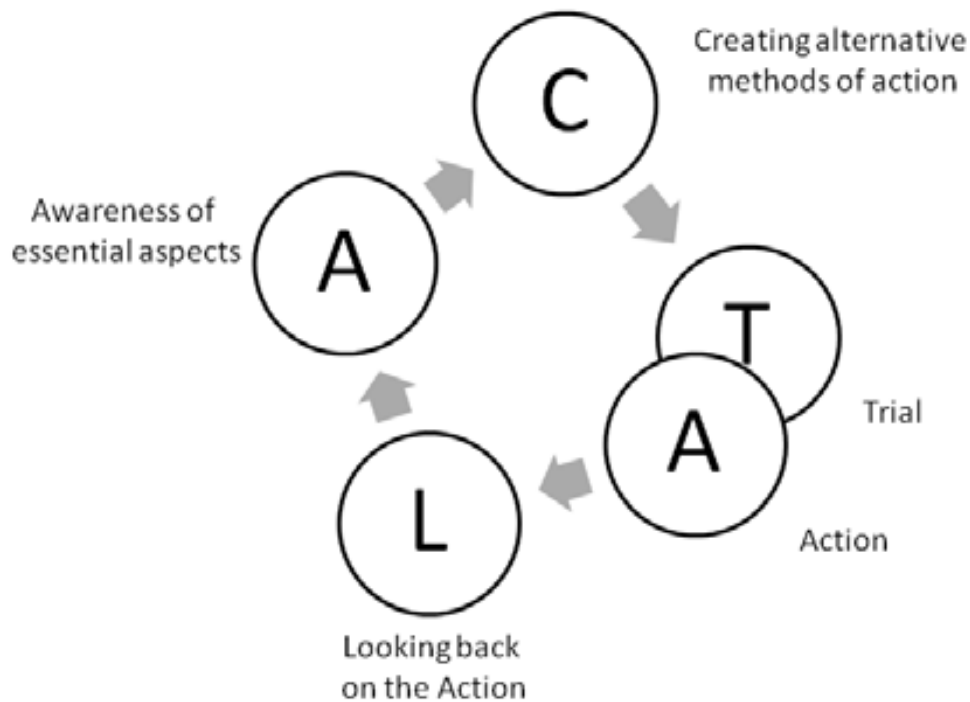 C
Creating alternative
methods of action
Awareness of
essential aspects
A
T
Trial
A
Action
L
Looking back
on the Action